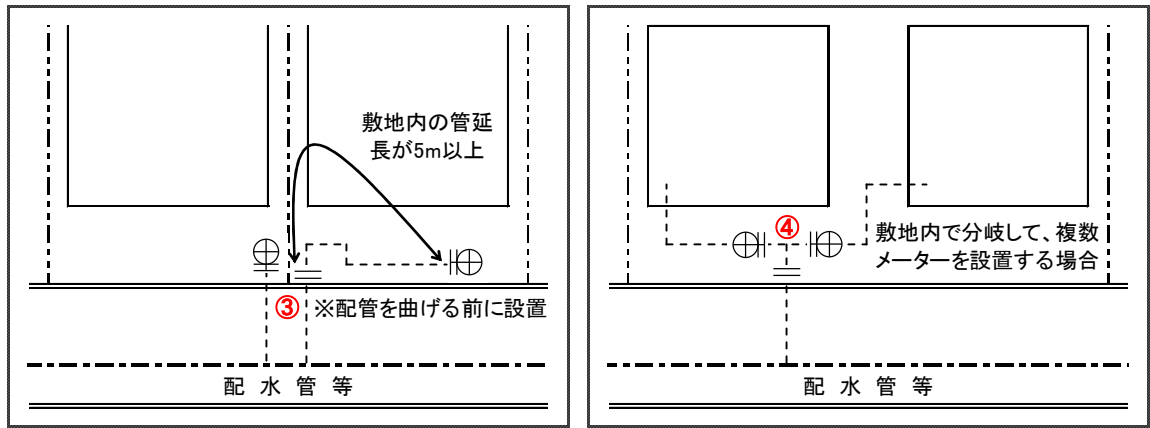 敷地内の管延
長が5m以上
③ ※配管を曲げる前に設置
配水管等
④
敷地内で分岐して、複数
メーターを設置する場合
配水管等